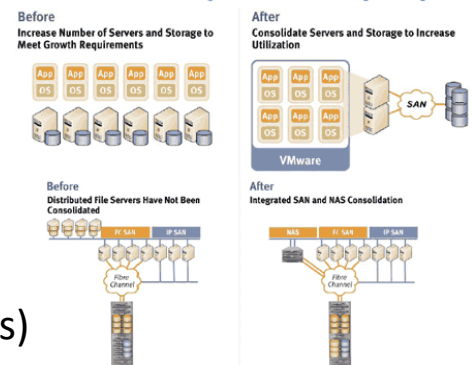 Before
Increase Number of Servers and Storage to
Meet Growth Requirements
App App App App App App
OS OS OS OS OS OS
After
Consolidate Servers and Storage to Increase
Utilization
App App App
OS OS OS
App App App
OS OS OS
VMware
SAN
Before
Distributed File Servers Have Not Been
Consolidated
FC SAN IP SAN
Fibre
Channel
After
Integrated SAN and NAS Consolidation
NAS FC SAN IP SAN
Fibre
Channel
s)